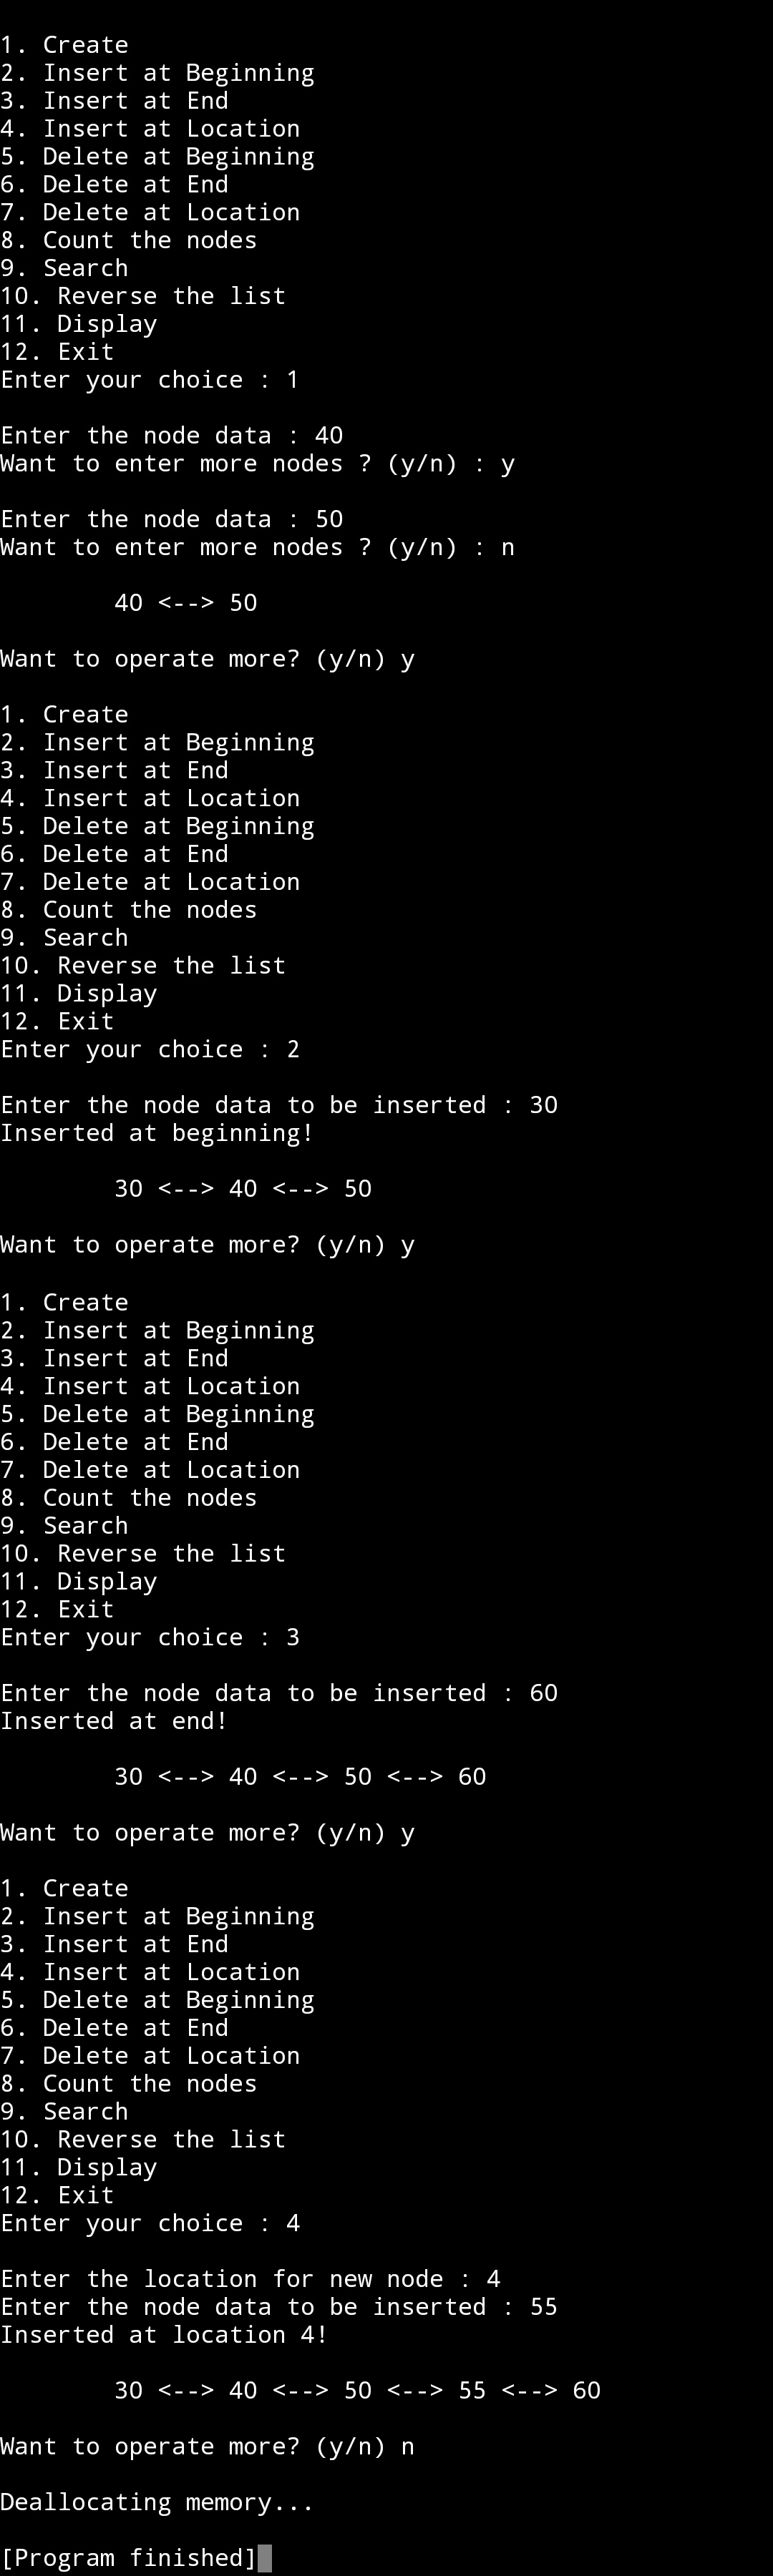 1. Create
2. Insert at Beginning
3. Insert at End
4. Insert at Location
5. Delete at Beginning
6. Delete at End
7. Delete at Location
8. Count the nodes
9. Search
10. Reverse the list
11. Display
12. Exit
Enter your choice : 1
Enter the node data : 40
Want to enter more nodes ? (y/n) : y
Enter the node data : 50
Want to enter more nodes ? (y/n) : n
40 <--> 50
Want to operate more? (y/n) y
1. Create
2. Insert at Beginning
3. Insert at End
4. Insert at Location
5. Delete at Beginning
6. Delete at End
7. Delete at Location
8. Count the nodes
9. Search
10. Reverse the list
11. Display
12. Exit
Enter your choice : 2
Enter the node data to be inserted : 30
Inserted at beginning!
30 <--> 40 <--> 50
Want to operate more? (y/n) y
1. Create
2. Insert at Beginning
3. Insert at End
4. Insert at Location
5. Delete at Beginning
6. Delete at End
7. Delete at Location
8. Count the nodes
9. Search
10. Reverse the list
11. Display
12. Exit
Enter your choice : 3
Enter the node data to be inserted : 60
Inserted at end!
30 <--> 40 <--> 50 <--> 60
Want to operate more? (y/n) y
1. Create
2. Insert at Beginning
3. Insert at End
4. Insert at Location
5. Delete at Beginning
6. Delete at End
7. Delete at Location
8. Count the nodes
9. Search
10. Reverse the list
11. Display
12. Exit
Enter your choice : 4
Enter the location for new node : 4
Enter the node data to be inserted : 55
Inserted at location 4!
30 <--> 40 <--> 50 <--> 55 <--> 60
Want to operate more? (y/n) n
Deallocating memory...
[Program finished]